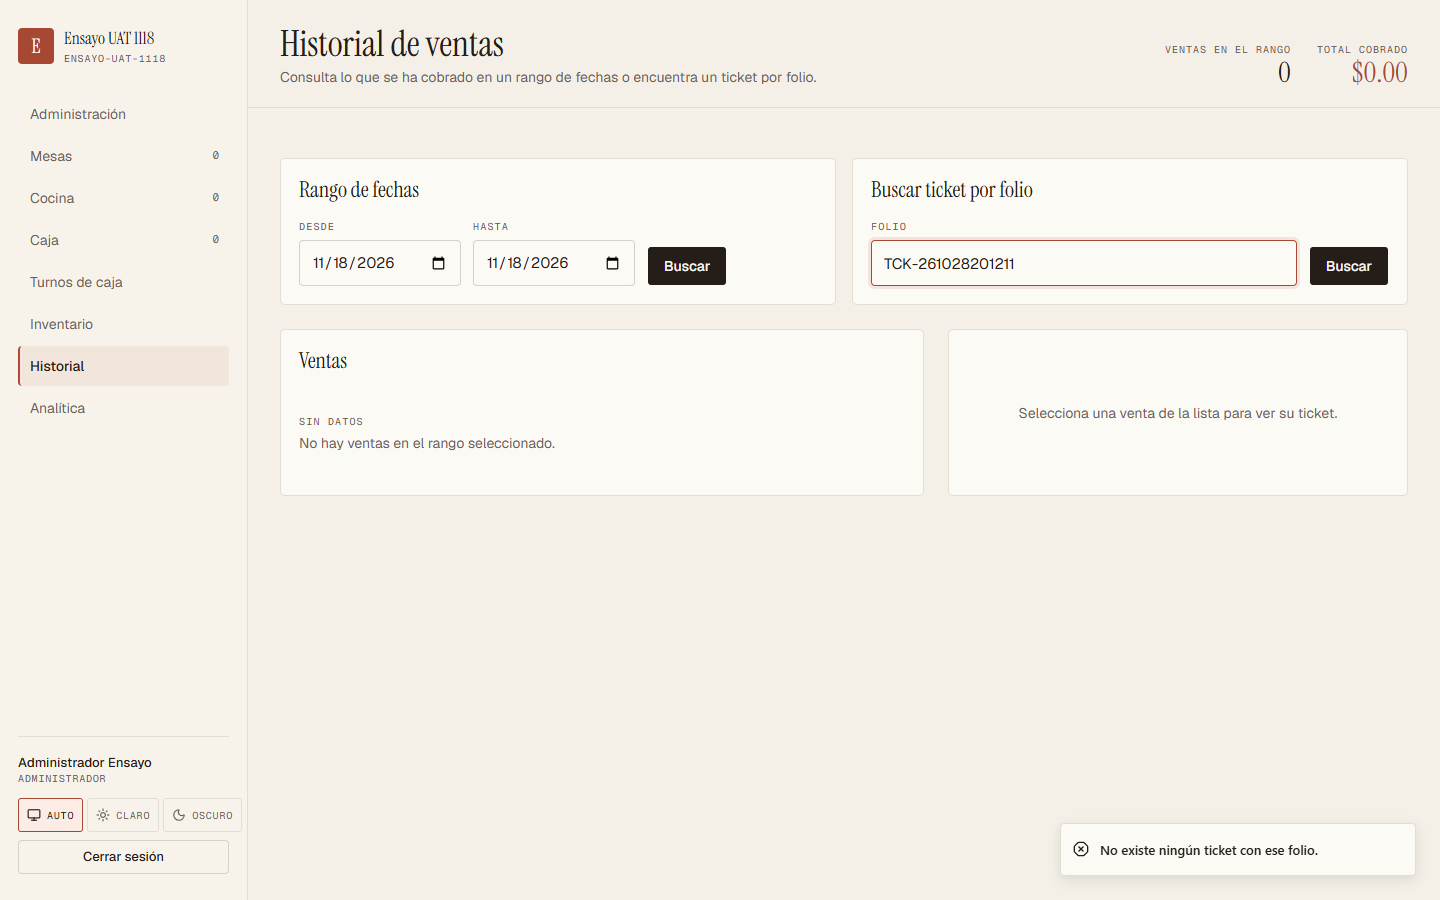 E
Ensayo UAT 1118
ENSAYO-UAT-1118
Administración
Mesas 0
Cocina 0
Caja 0
Turnos de caja
Inventario
Historial
Analítica
Administrador Ensayo
ADMINISTRADOR
AUTO CLARO OSCURO
Cerrar sesión
Historial de ventas
Consulta lo que se ha cobrado en un rango de fechas o encuentra un ticket por folio.
VENTAS EN EL RANGO
0
TOTAL COBRADO
$0.00
Rango de fechas
DESDE HASTA
11/18/2026 11/18/2026 Buscar
Buscar ticket por folio
FOLIO
TCK-261028201211 Buscar
Ventas
SIN DATOS
No hay ventas en el rango seleccionado.
Selecciona una venta de la lista para ver su ticket.
No existe ningún ticket con ese folio.